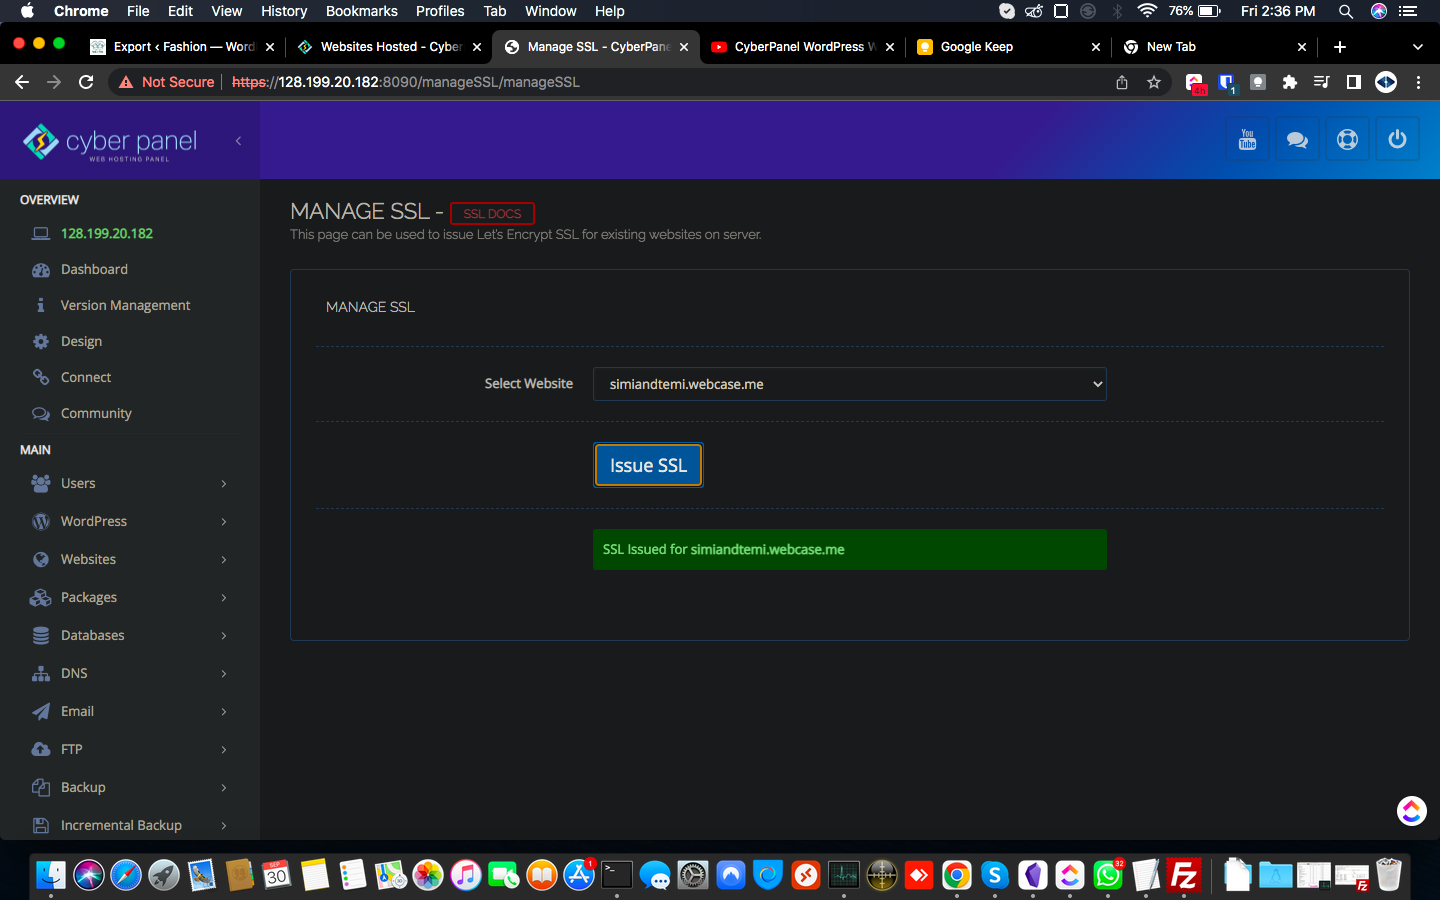 Chrome File Edit View History Bookmarks Profiles Tab Window Help 76% Fri 2:36 PM
Export ‹ Fashion — Word Websites Hosted - Cyber Manage SSL - CyberPane CyberPanel WordPress W Google Keep New Tab
Not Secure https://128.199.20.182:8090/manageSSL/manageSSL 4h 1
cyber panel
WEB HOSTING PANEL
You
Tube
OVERVIEW
128.199.20.182
Dashboard
Version Management
Design
Connect
Community
MAIN
Users
WordPress
Websites
Packages
Databases
DNS
Email
FTP
Backup
Incremental Backup
MANAGE SSL - SSL DOCS
This page can be used to issue Let's Encrypt SSL for existing websites on server.
MANAGE SSL
Select Website simiandtemi.webcase.me
Issue SSL
SSL Issued for simiandtemi.webcase.me
SEP
30
1
32